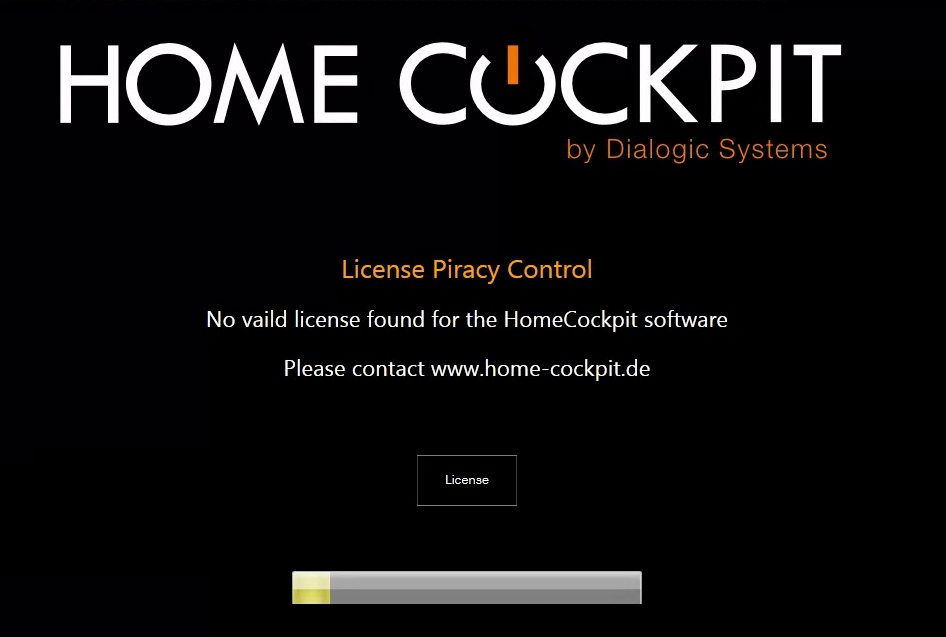 HOME COCKPIT
by Dialogic Systems
License Piracy Control
No vaild license found for the HomeCockpit software
Please contact www.home-cockpit.de
License